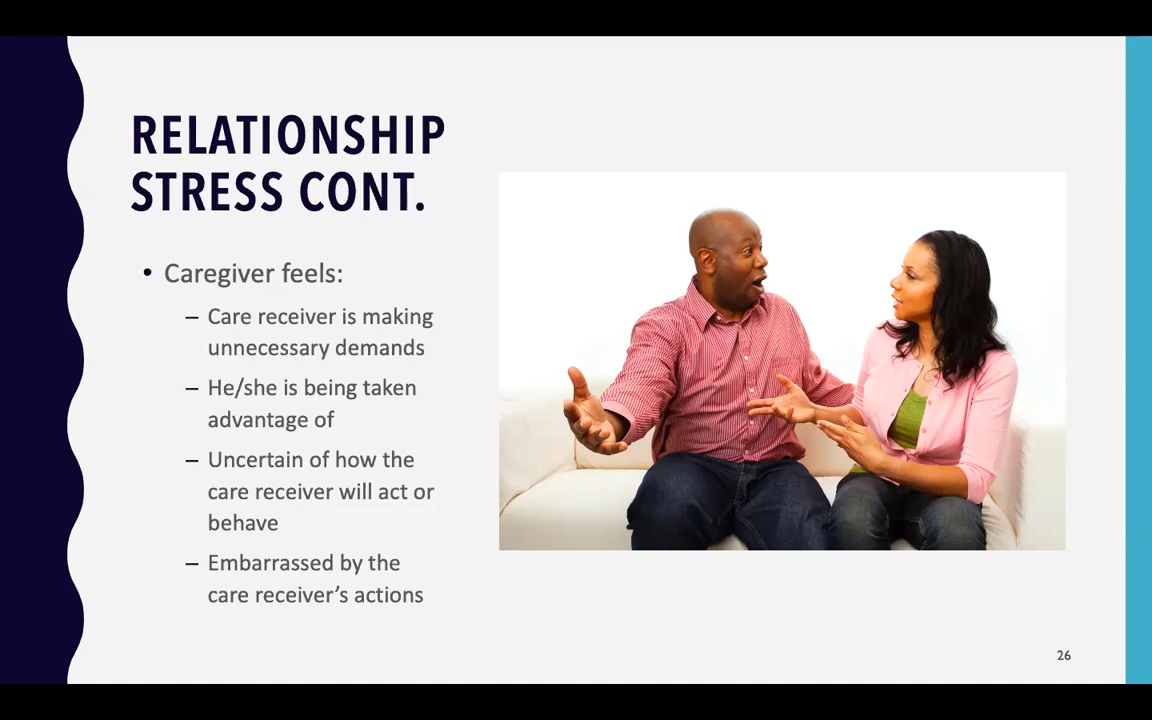 RELATIONSHIP
STRESS CONT.
• Caregiver feels:
– Care receiver is making
unnecessary demands
– He/she is being taken
advantage of
– Uncertain of how the
care receiver will act or
behave
– Embarrassed by the
care receiver’s actions
26